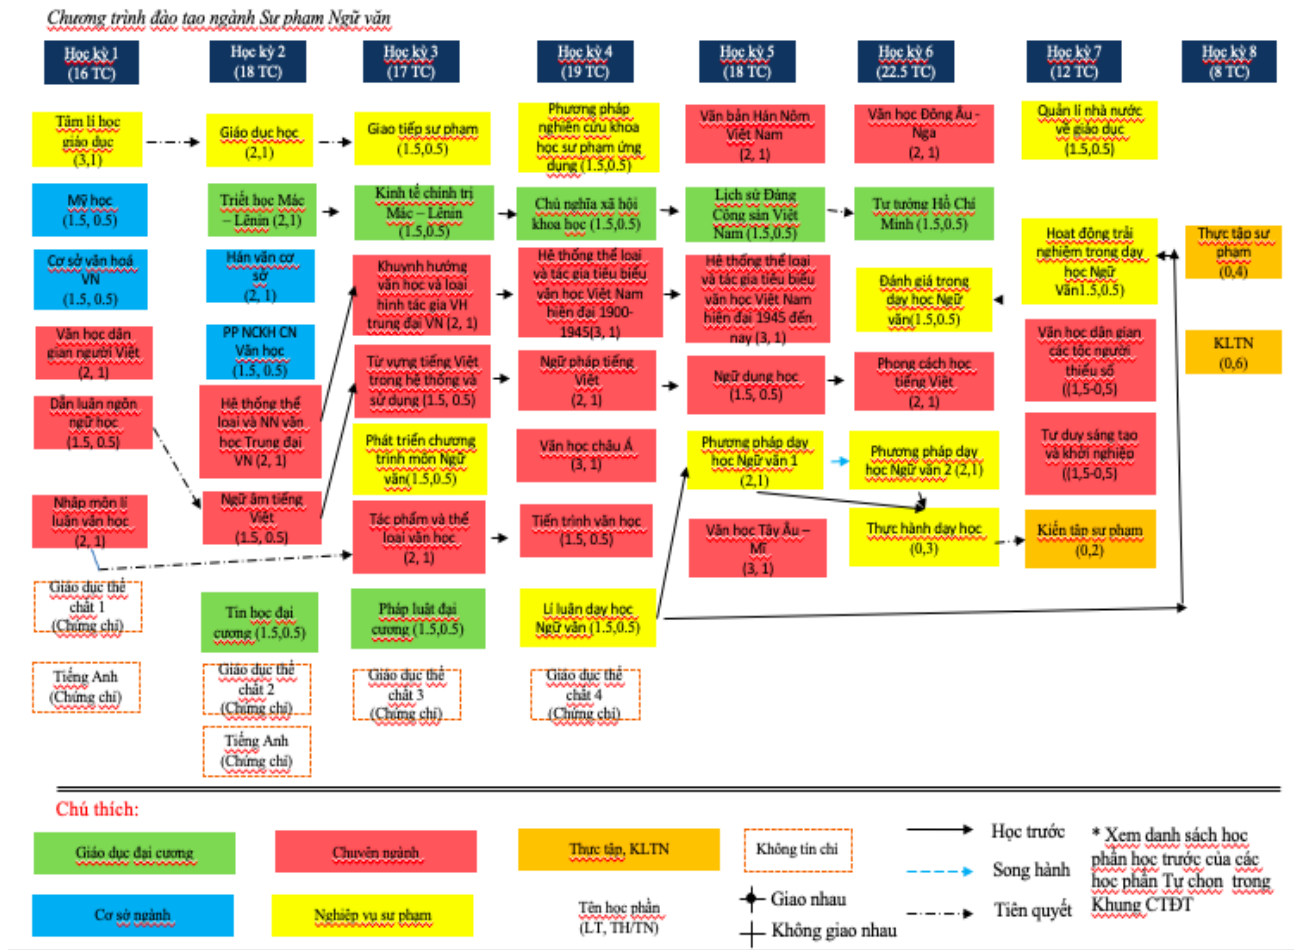 Chương trình đào tạo ngành Sư phạm Ngữ văn
Học kỳ 1
(16 TC)
Học kỳ 2
(18 TC)
Học kỳ 3
(17 TC)
Học kỳ 4
(19 TC)
Học kỳ 5
(18 TC)
Học kỳ 6
(22.5 TC)
Học kỳ 7
(12 TC)
Học kỳ 8
(8 TC)
Tâm lí học
giáo dục
(3,1)
Mỹ học
(1.5, 0.5)
Cơ sở văn hoá
VN
(1.5, 0.5)
Văn học dân
gian người Việt
(2, 1)
Dẫn luận ngôn
ngữ học
(1.5, 0.5)
Nhập môn lí
luận văn học
(2, 1)
Giáo dục thể
chất 1
(Chứng chỉ)
Tiếng Anh
(Chứng chỉ)
Giáo dục học
(2,1)
Triết học Mác
– Lênin (2,1)
Hán văn cơ
sở
(2, 1)
PP NCKH CN
Văn học
(1.5, 0.5)
Hệ thống thể
loại và NN văn
học Trung đại
VN (2, 1)
Ngữ âm tiếng
Việt
(1.5, 0.5)
Tin học đại
cương (1.5,0.5)
Giáo dục thể
chất 2
(Chứng chỉ)
Tiếng Anh
(Chứng chỉ)
Giao tiếp sư phạm
(1.5,0.5)
Kinh tế chính trị
Mác – Lênin
(1.5,0.5)
Khuynh hướng
văn học và loại
hình tác gia VH
trung đại VN (2, 1)
Từ vựng tiếng Việt
trong hệ thống và
sử dụng (1.5, 0.5)
Phát triển chương
trình môn Ngữ
văn(1.5,0.5)
Tác phẩm và thể
loại văn học
(2, 1)
Pháp luật đại
cương (1.5,0.5)
Giáo dục thể
chất 3
(Chứng chỉ)
Phương pháp
nghiên cứu khoa
học sư phạm ứng
dụng (1.5,0.5)
Chủ nghĩa xã hội
khoa học (1.5,0.5)
Hệ thống thể loại
và tác gia tiêu biểu
văn học Việt Nam
hiện đại 1900-
1945(3, 1)
Ngữ pháp tiếng
Việt
(2, 1)
Văn học châu Á
(3, 1)
Tiến trình văn học
(1.5, 0.5)
Lí luận dạy học
Ngữ văn (1.5,0.5)
Giáo dục thể
chất 4
(Chứng chỉ)
Văn bản Hán Nôm
Việt Nam
(2, 1)
Lịch sử Đảng
Cộng sản Việt
Nam (1.5,0.5)
Hệ thống thể loại
và tác gia tiêu biểu
văn học Việt Nam
hiện đại 1945 đến
nay (3, 1)
Ngữ dụng học
(1.5, 0.5)
Phương pháp dạy
học Ngữ văn 1
(2,1)
Văn học Tây Âu –
Mĩ
(3, 1)
Văn học Đông Âu -
Nga
(2, 1)
Tư tưởng Hồ Chí
Minh (1.5,0.5)
Đánh giá trong
dạy học Ngữ
văn(1.5,0.5)
Phong cách học
tiếng Việt
(2, 1)
Phương pháp dạy
học Ngữ văn 2 (2,1)
Thực hành dạy học
(0,3)
Quản lí nhà nước
về giáo dục
(1.5,0.5)
Hoạt động trải
nghiệm trong dạy
học Ngữ
Văn1.5,0.5)
Văn học dân gian
các tộc người
thiểu số
((1,5-0,5)
Tư duy sáng tạo
và khởi nghiệp
((1,5-0,5)
Kiến tập sư phạm
(0,2)
Thực tập sư
phạm
(0,4)
KLTN
(0,6)
Chú thích:
Giáo dục đại cương
Chuyên ngành
Thực tập, KLTN
Không tín chỉ
Cơ sở ngành
Nghiệp vụ sư phạm
Tên học phần
(LT, TH/TN)
Giao nhau
Không giao nhau
Học trước
Song hành
Tiên quyết
* Xem danh sách học
phần học trước của các
học phần Tự chọn trong
Khung CTĐT